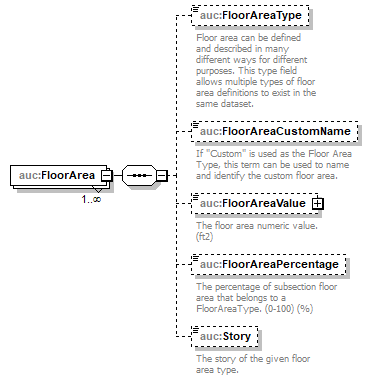 auc:FloorAreaType
Floor area can be defined
and described in many
different ways for different
purposes. This type field
allows multiple types of floor
area definitions to exist in the
same dataset.
auc:FloorAreaCustomName
If "Custom" is used as the Floor Area
Type, this term can be used to name
and identify the custom floor area.
auc:FloorArea
1..∞
auc:FloorAreaValue
The floor area numeric value.
(ft2)
auc:FloorAreaPercentage
The percentage of subsection floor
area that belongs to a
FloorAreaType. (0-100) (%)
auc:Story
The story of the given floor
area type.